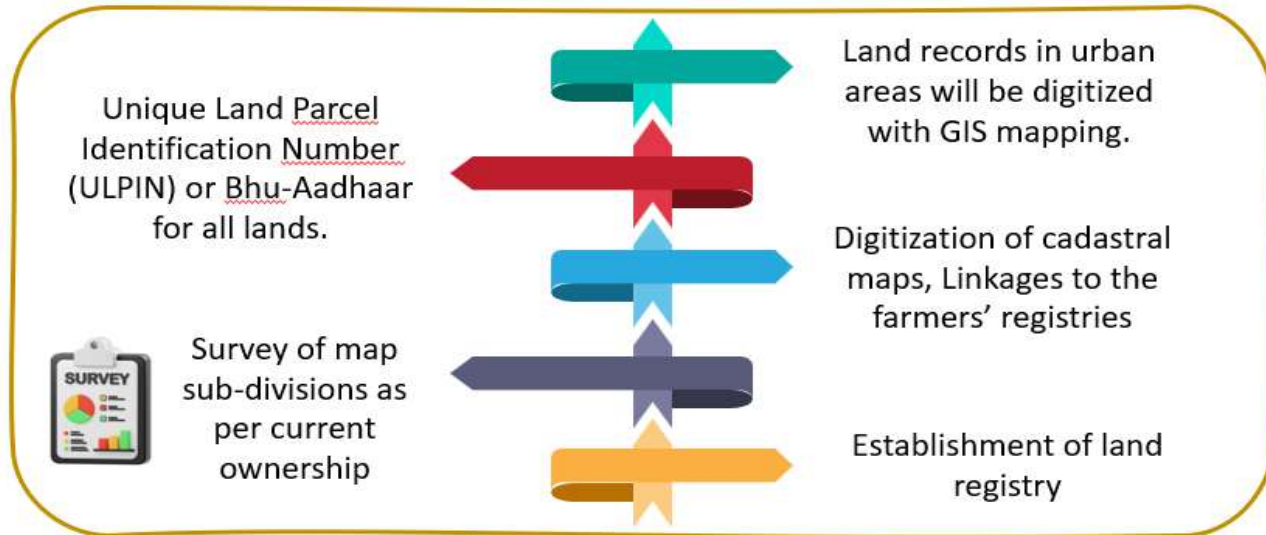 Land records in urban
areas will be digitized
with GIS mapping.
Unique Land Parcel
Identification Number
(ULPIN) or Bhu-Aadhaar
for all lands.
Digitization of cadastral
maps, Linkages to the
farmers’ registries
SURVEY
Survey of map
sub-divisions as
per current
ownership
Establishment of land
registry